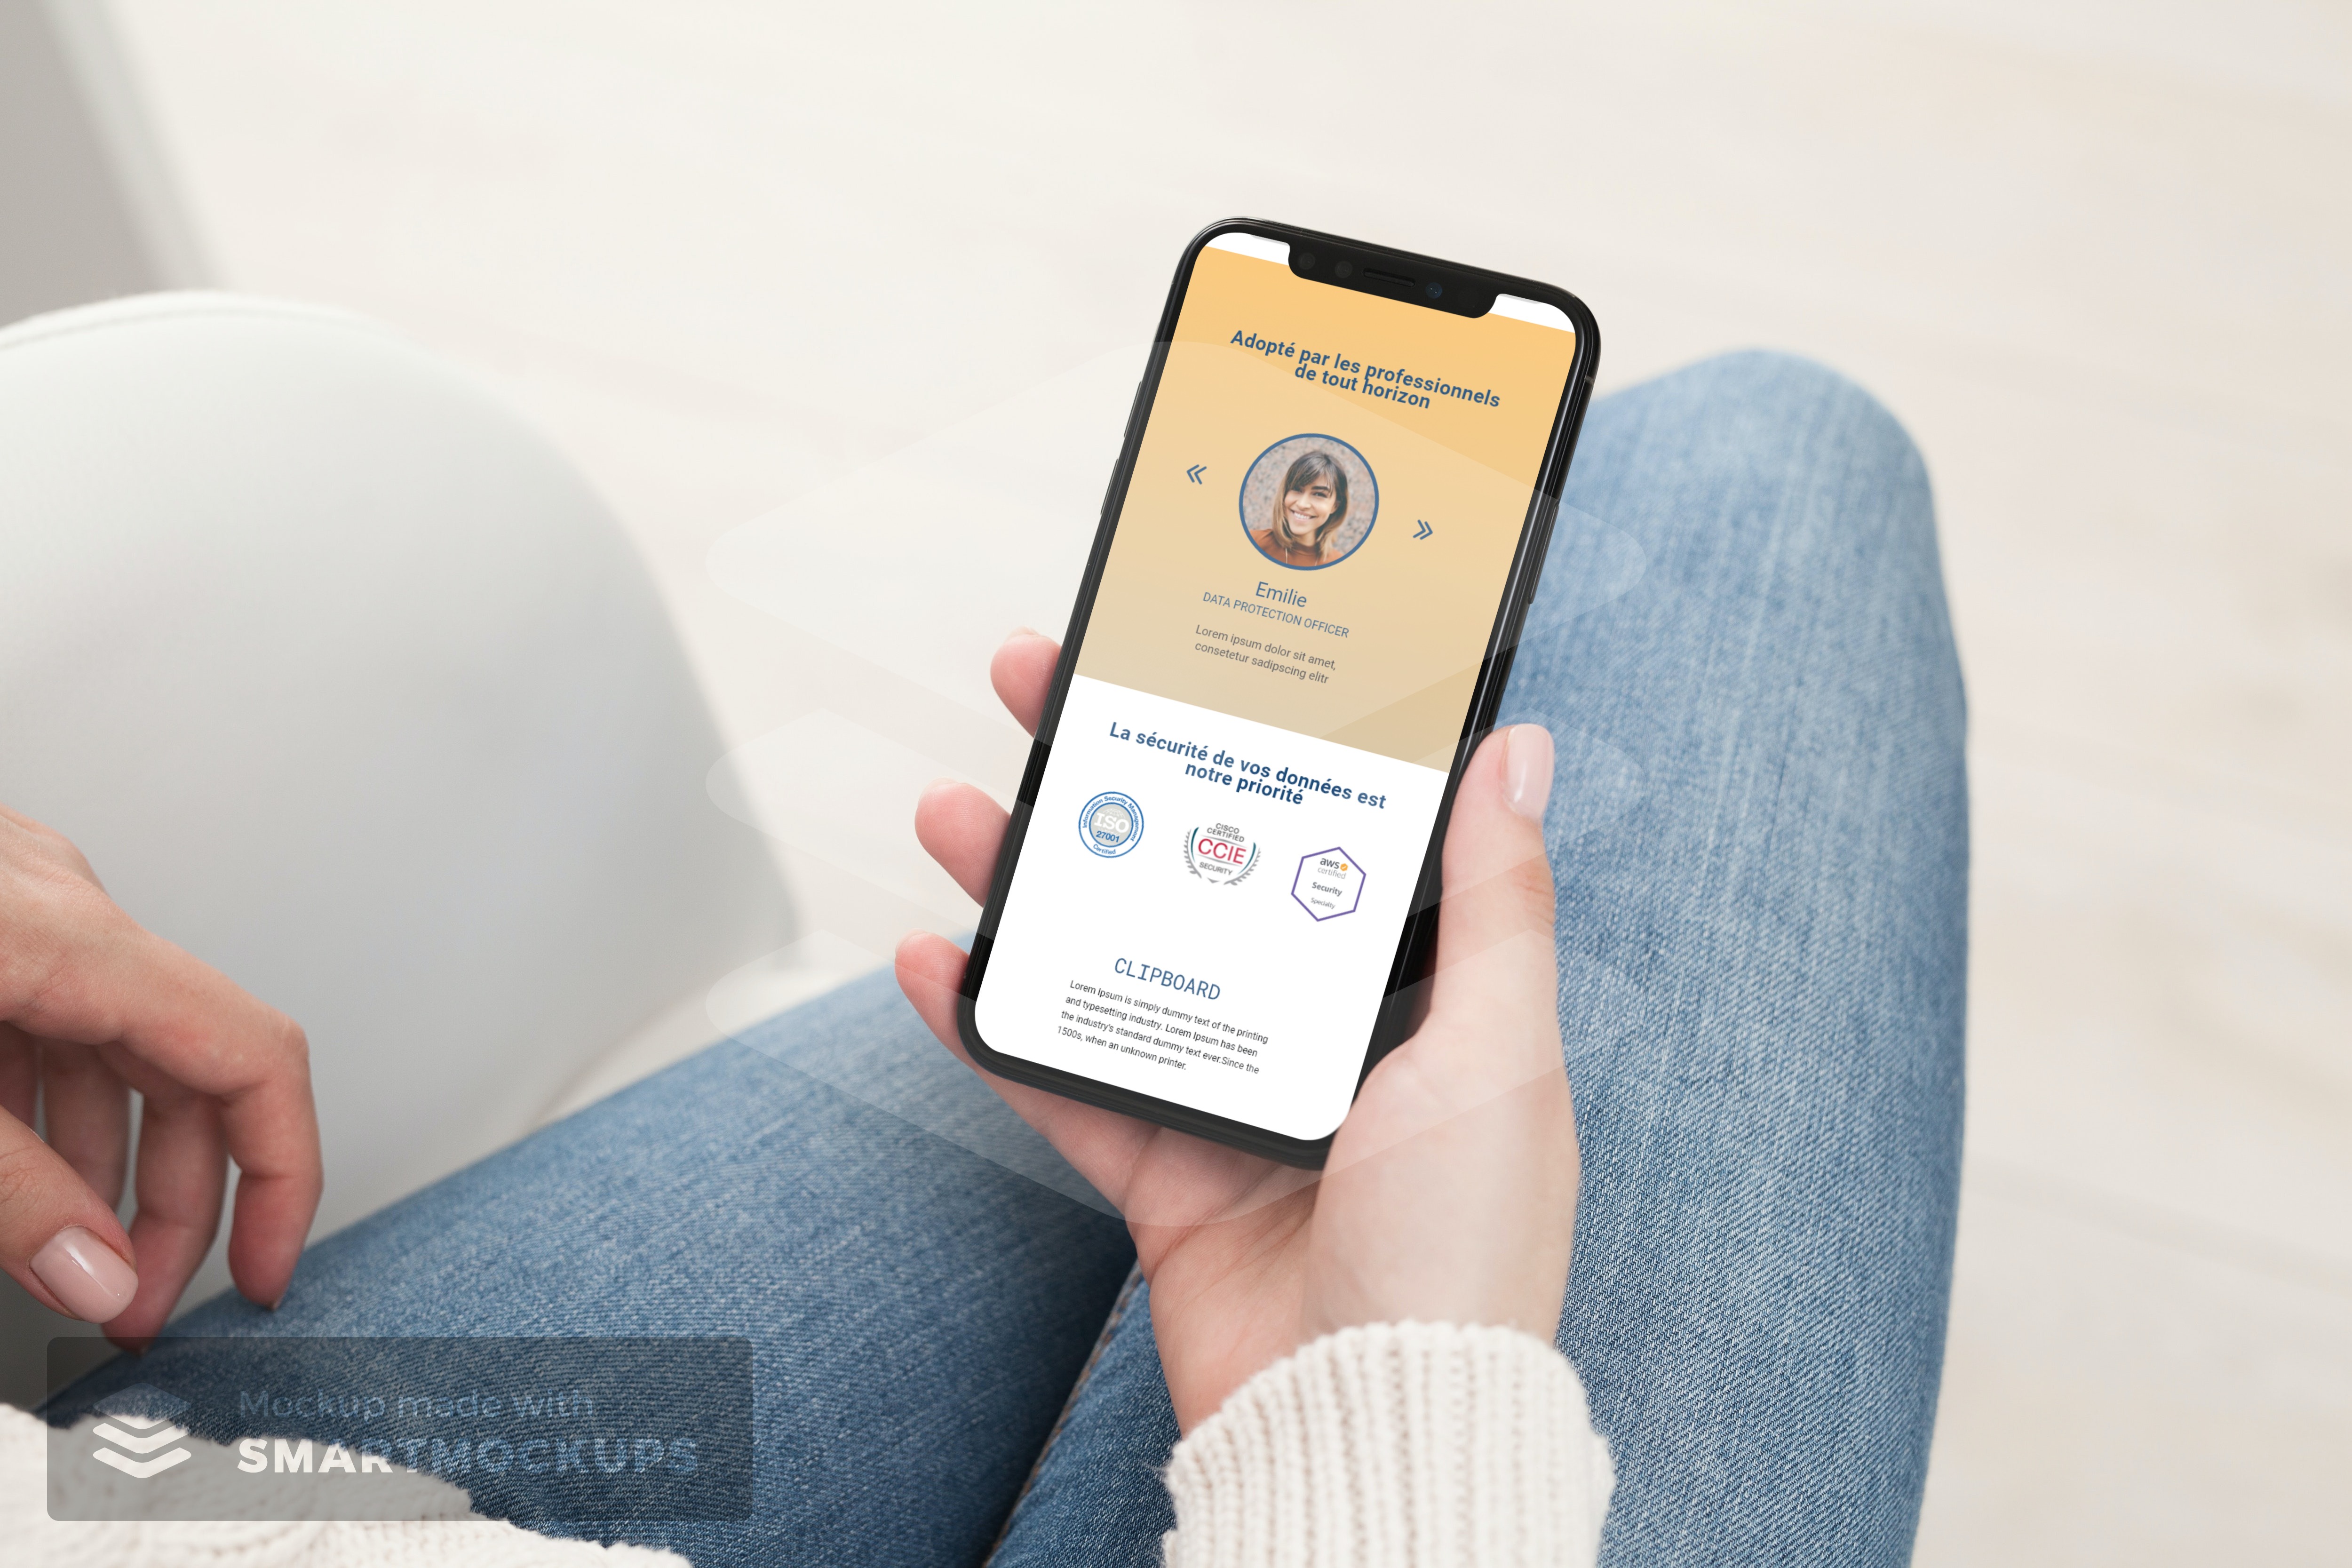 Adopté par les professionnels
de tout horizon
«
»
Emilie
DATA PROTECTION OFFICER
Lorem ipsum dolor sit amet,
consetetur sadipscing elitr
La sécurité de vos données est
notre priorité
Information Security Management
ISO
27001
Certified
CISCO
CERTIFIED
CCIE
SECURITY
aws
certified
Security
Specialty
CLIPBOARD
Lorem Ipsum is simply dummy text of the printing
and typesetting industry. Lorem Ipsum has been
the industry's standard dummy text ever.Since the
1500s, when an unknown printer.
Mockup made with
SMARTMOCKUPS